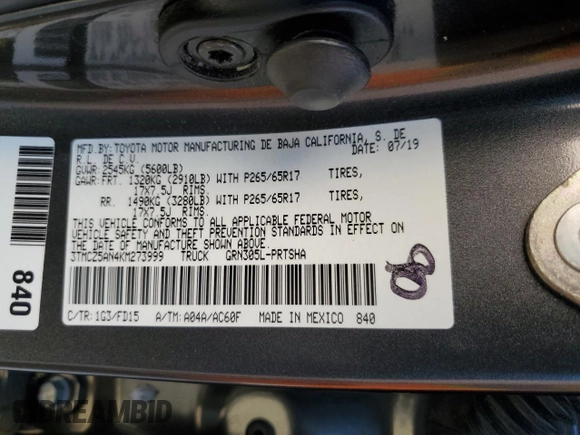 MFD.BY: TOYOTA MOTOR MANUFACTURING DE BAJA CALIFORNIA, S. DE
R.L. DE C.V. DATE: 07/19
GVWR:2545KG (5600LB)
GAWR:FRT. 1320KG (2910LB) WITH P265/65R17 TIRES,
17X7.5J RIMS.
RR. 1490KG (3280LB) WITH P265/65R17 TIRES,
17X7.5J RIMS.
THIS VEHICLE CONFORMS TO ALL APPLICABLE FEDERAL MOTOR
VEHICLE SAFETY AND THEFT PREVENTION STANDARDS IN EFFECT ON
THE DATE OF MANUFACTURE SHOWN ABOVE.
3TMCZ5AN4KM273999 TRUCK GRN305L-PRTSHA
C/TR: 1G3/FD15 A/TM: A04A/AC60F MADE IN MEXICO 840
840
DREAMBID